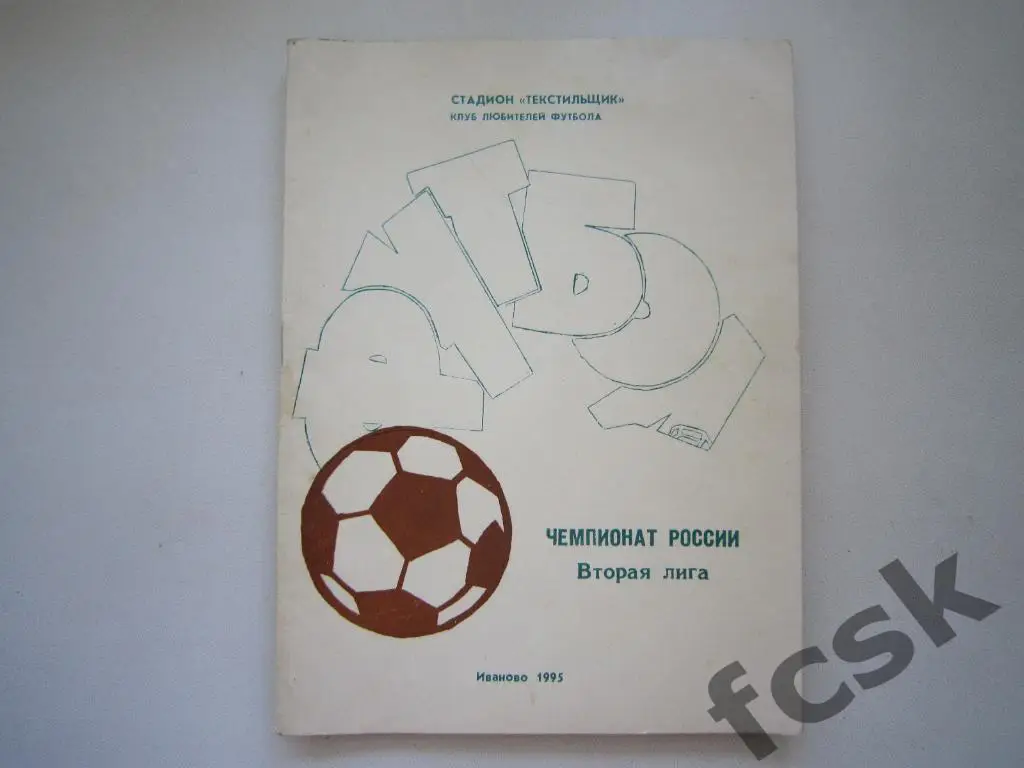 СТАДИОН «ТЕКСТИЛЬЩИК»
КЛУБ ЛЮБИТЕЛЕЙ ФУТБОЛА
ФУТБОЛ
ЧЕМПИОНАТ РОССИИ
Вторая лига
Иваново 1995
fcsk